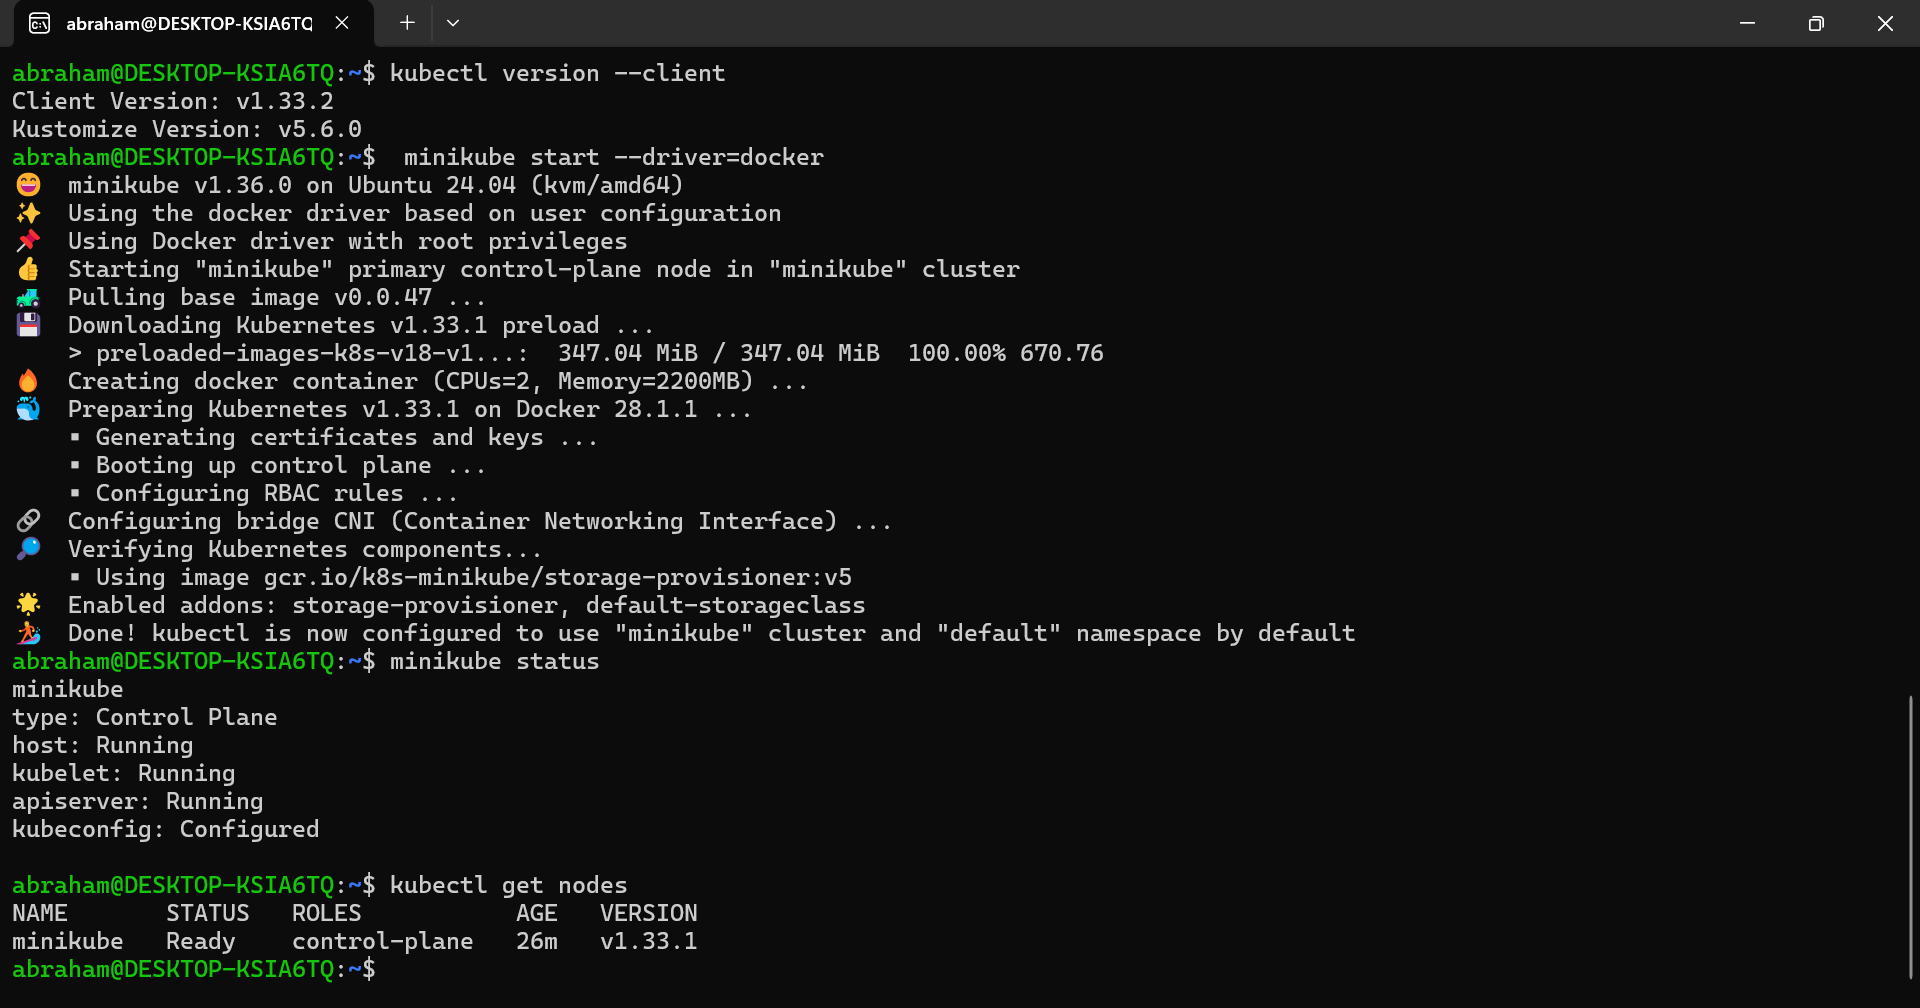 abraham@DESKTOP-KSIA6TQ
abraham@DESKTOP-KSIA6TQ:~$ kubectl version --client
Client Version: v1.33.2
Kustomize Version: v5.6.0
abraham@DESKTOP-KSIA6TQ:~$  minikube start --driver=docker
😄  minikube v1.36.0 on Ubuntu 24.04 (kvm/amd64)
✨  Using the docker driver based on user configuration
📌  Using Docker driver with root privileges
👍  Starting "minikube" primary control-plane node in "minikube" cluster
🚜  Pulling base image v0.0.47 ...
💾  Downloading Kubernetes v1.33.1 preload ...
    > preloaded-images-k8s-v18-v1...:  347.04 MiB / 347.04 MiB  100.00% 670.76
🔥  Creating docker container (CPUs=2, Memory=2200MB) ...
🐳  Preparing Kubernetes v1.33.1 on Docker 28.1.1 ...
    ▪ Generating certificates and keys ...
    ▪ Booting up control plane ...
    ▪ Configuring RBAC rules ...
🔗  Configuring bridge CNI (Container Networking Interface) ...
🔎  Verifying Kubernetes components...
    ▪ Using image gcr.io/k8s-minikube/storage-provisioner:v5
🌟  Enabled addons: storage-provisioner, default-storageclass
🏄  Done! kubectl is now configured to use "minikube" cluster and "default" namespace by default
abraham@DESKTOP-KSIA6TQ:~$ minikube status
minikube
type: Control Plane
host: Running
kubelet: Running
apiserver: Running
kubeconfig: Configured
abraham@DESKTOP-KSIA6TQ:~$ kubectl get nodes
NAME       STATUS   ROLES           AGE   VERSION
minikube   Ready    control-plane   26m   v1.33.1
abraham@DESKTOP-KSIA6TQ:~$